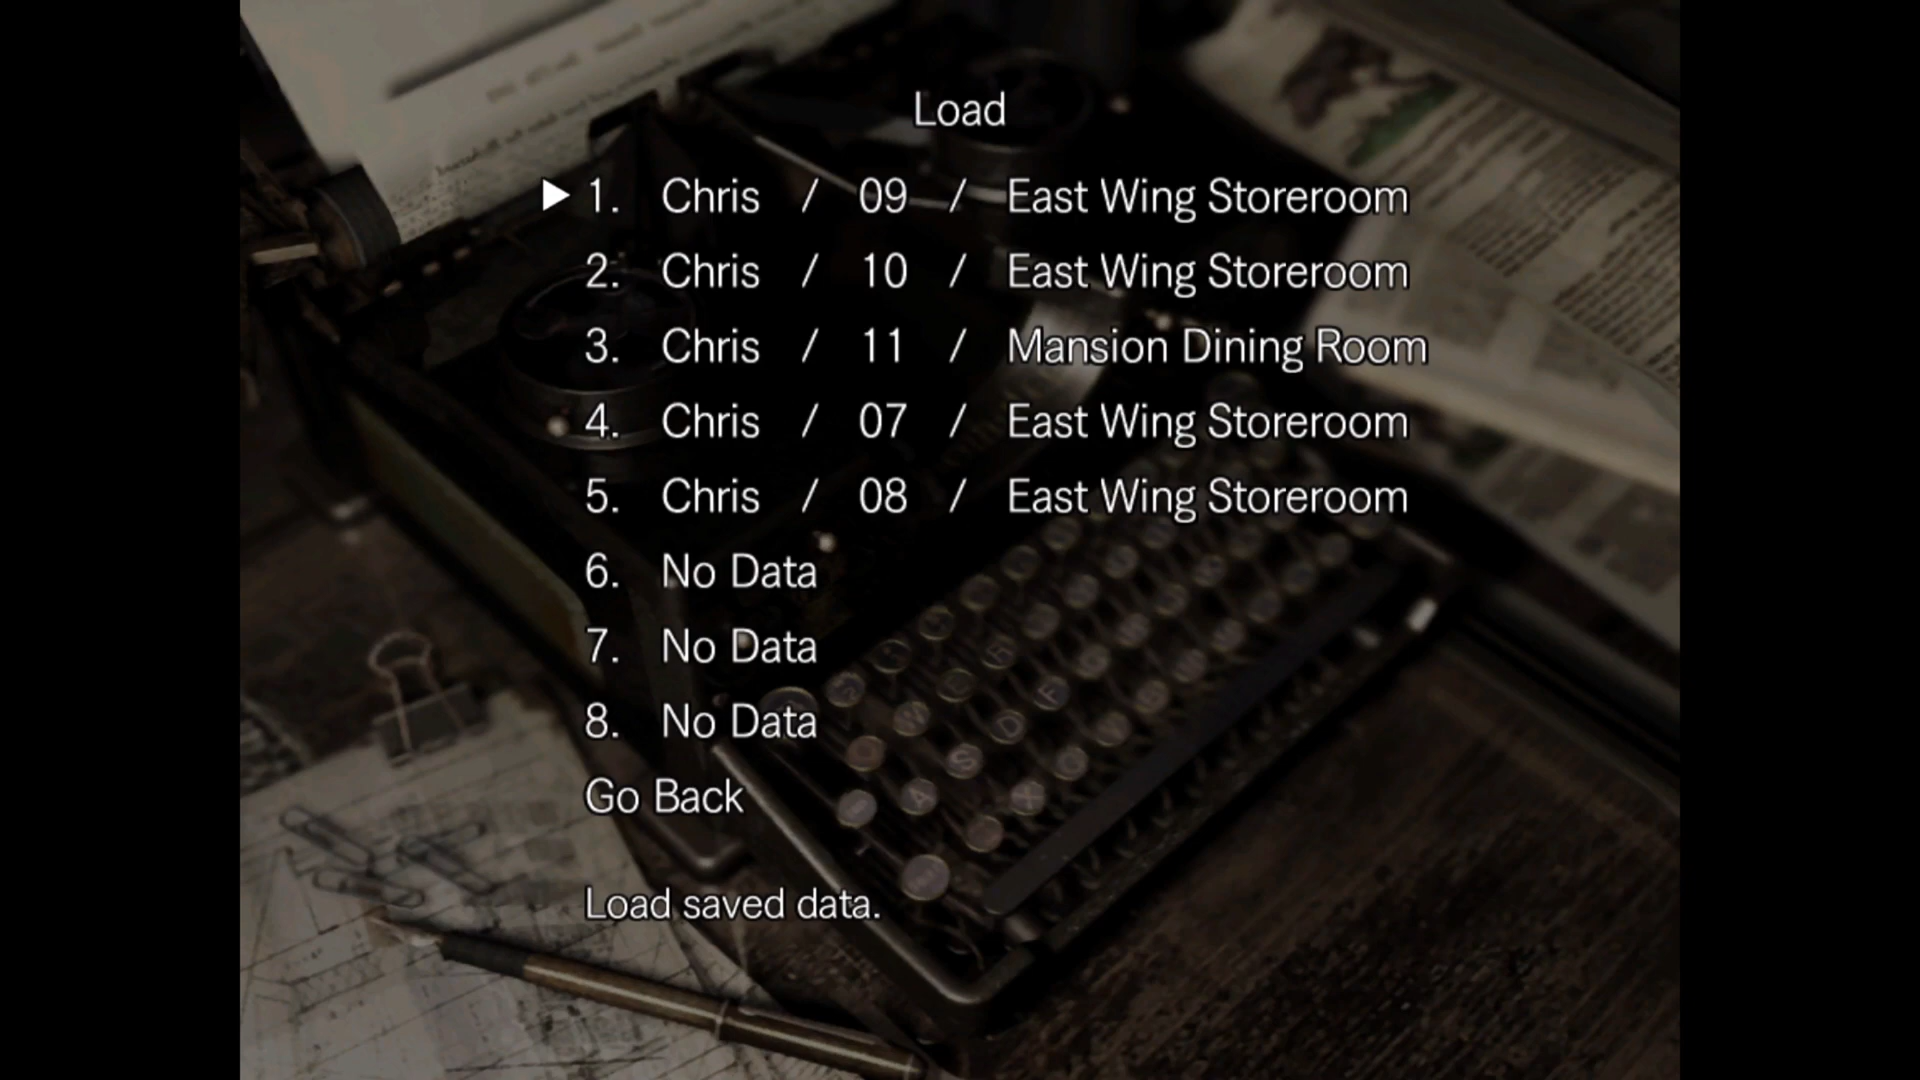 Load
1. Chris / 09 / East Wing Storeroom
2. Chris / 10 / East Wing Storeroom
3. Chris / 11 / Mansion Dining Room
4. Chris / 07 / East Wing Storeroom
5. Chris / 08 / East Wing Storeroom
6. No Data
7. No Data
8. No Data
Go Back
Load saved data.